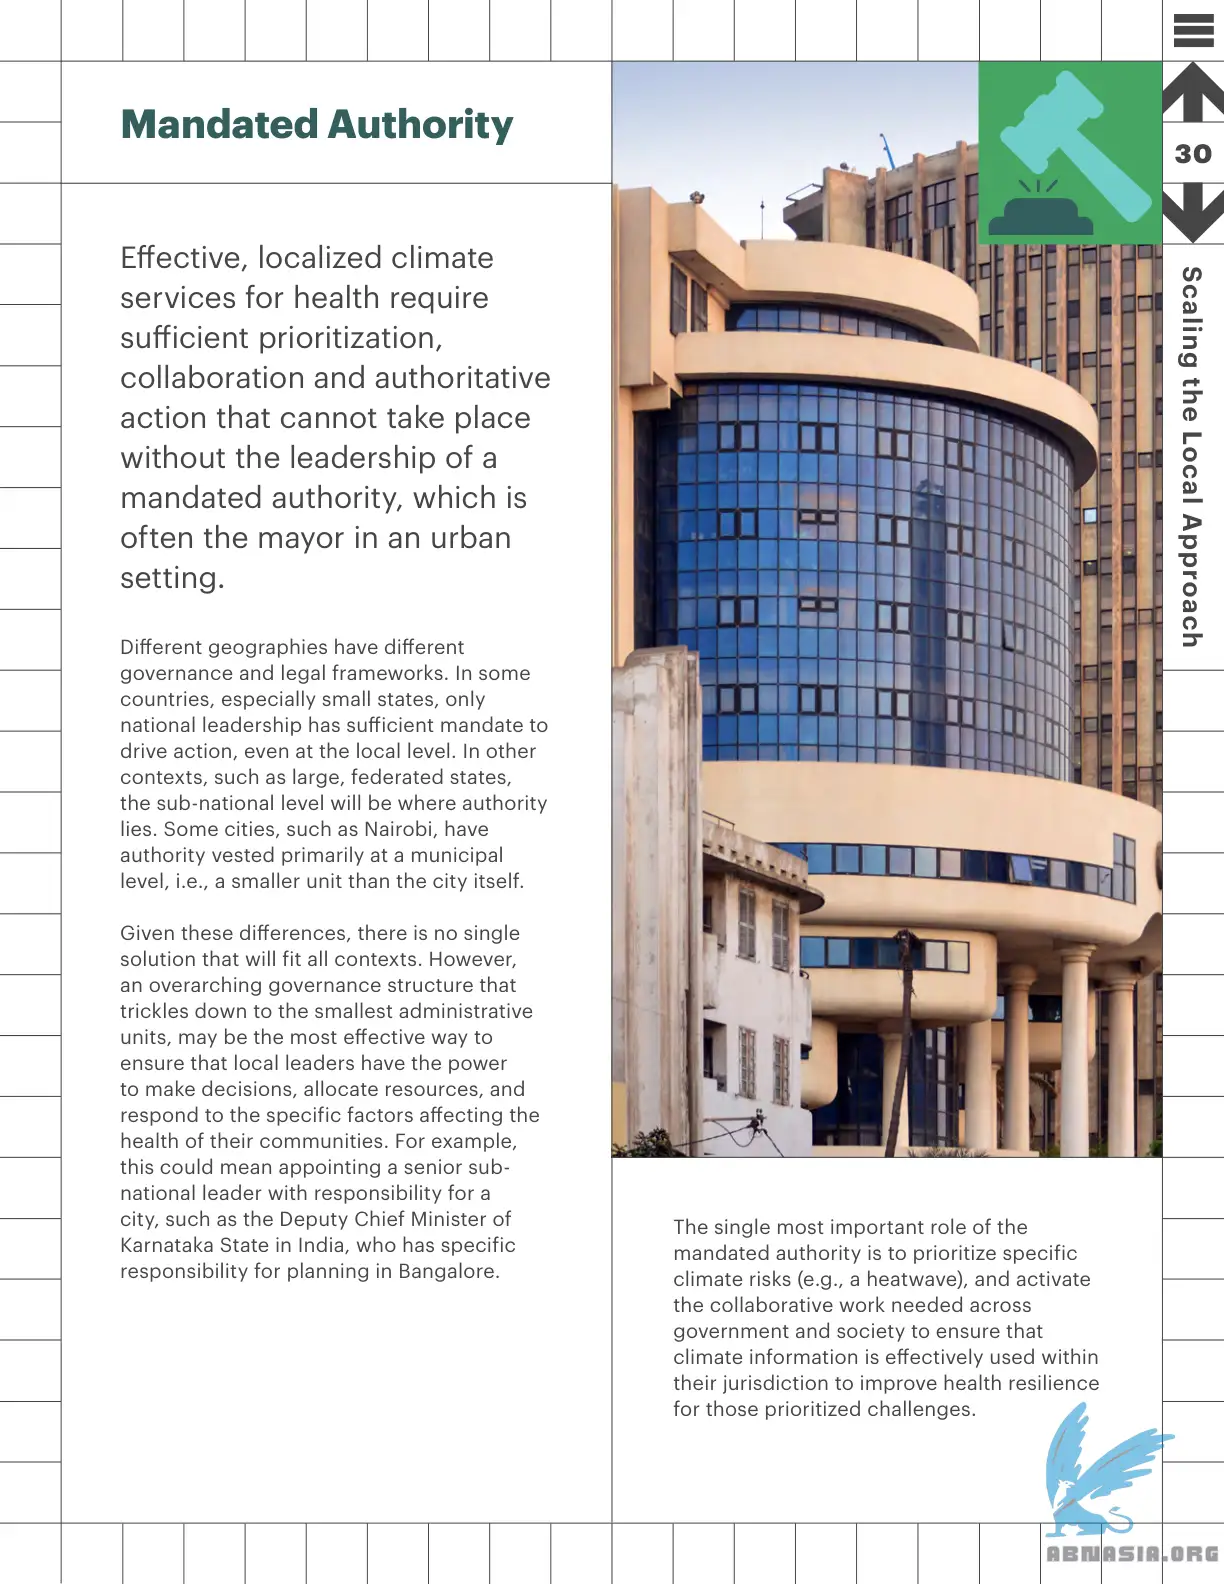 Mandated Authority
Effective, localized climate
services for health require
sufficient prioritization,
collaboration and authoritative
action that cannot take place
without the leadership of a
mandated authority, which is
often the mayor in an urban
setting.
Different geographies have different
governance and legal frameworks. In some
countries, especially small states, only
national leadership has sufficient mandate to
drive action, even at the local level. In other
contexts, such as large, federated states,
the sub-national level will be where authority
lies. Some cities, such as Nairobi, have
authority vested primarily at a municipal
level, i.e., a smaller unit than the city itself.
Given these differences, there is no single
solution that will fit all contexts. However,
an overarching governance structure that
trickles down to the smallest administrative
units, may be the most effective way to
ensure that local leaders have the power
to make decisions, allocate resources, and
respond to the specific factors affecting the
health of their communities. For example,
this could mean appointing a senior sub-
national leader with responsibility for a
city, such as the Deputy Chief Minister of
Karnataka State in India, who has specific
responsibility for planning in Bangalore.
The single most important role of the
mandated authority is to prioritize specific
climate risks (e.g., a heatwave), and activate
the collaborative work needed across
government and society to ensure that
climate information is effectively used within
their jurisdiction to improve health resilience
for those prioritized challenges.
30
Scaling the Local Approach
ABNASIA.ORG